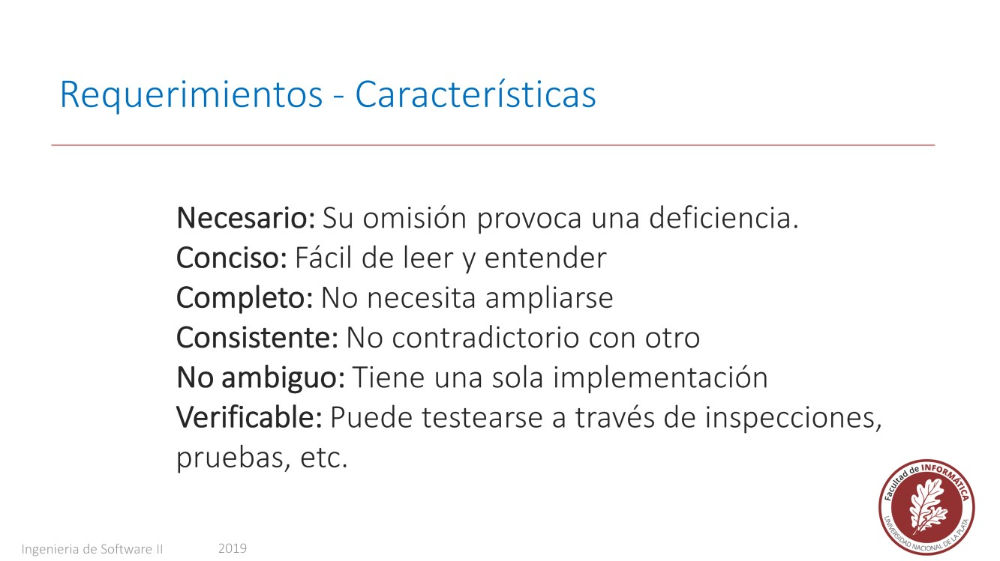 Requerimientos - Características
Necesario: Su omisión provoca una deficiencia.
Conciso: Fácil de leer y entender
Completo: No necesita ampliarse
Consistente: No contradictorio con otro
No ambiguo: Tiene una sola implementación
Verificable: Puede testearse a través de inspecciones,
pruebas, etc.
Facultad de INFORMÁTICA
UNIVERSIDAD NACIONAL DE LA PLATA
Ingenieria de Software II 2019